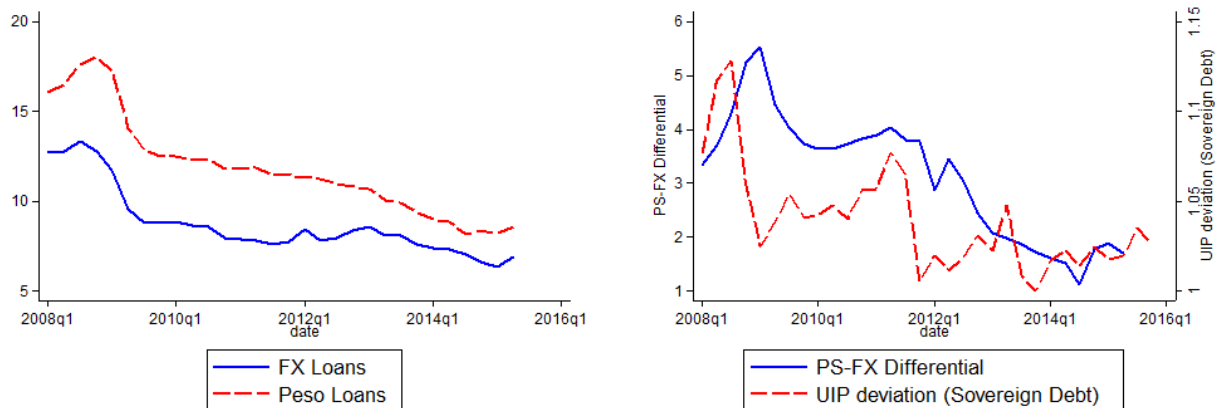 20
15
10
5
2008q1
2010q1
2012q1
2014q1
2016q1
date
FX Loans
Peso Loans
6
5
4
3
2
1
PS-FX Differential
1.15
1.1
1.05
1
UIP deviation (Sovereign Debt)
2008q1
2010q1
2012q1
2014q1
2016q1
date
PS-FX Differential
UIP deviation (Sovereign Debt)